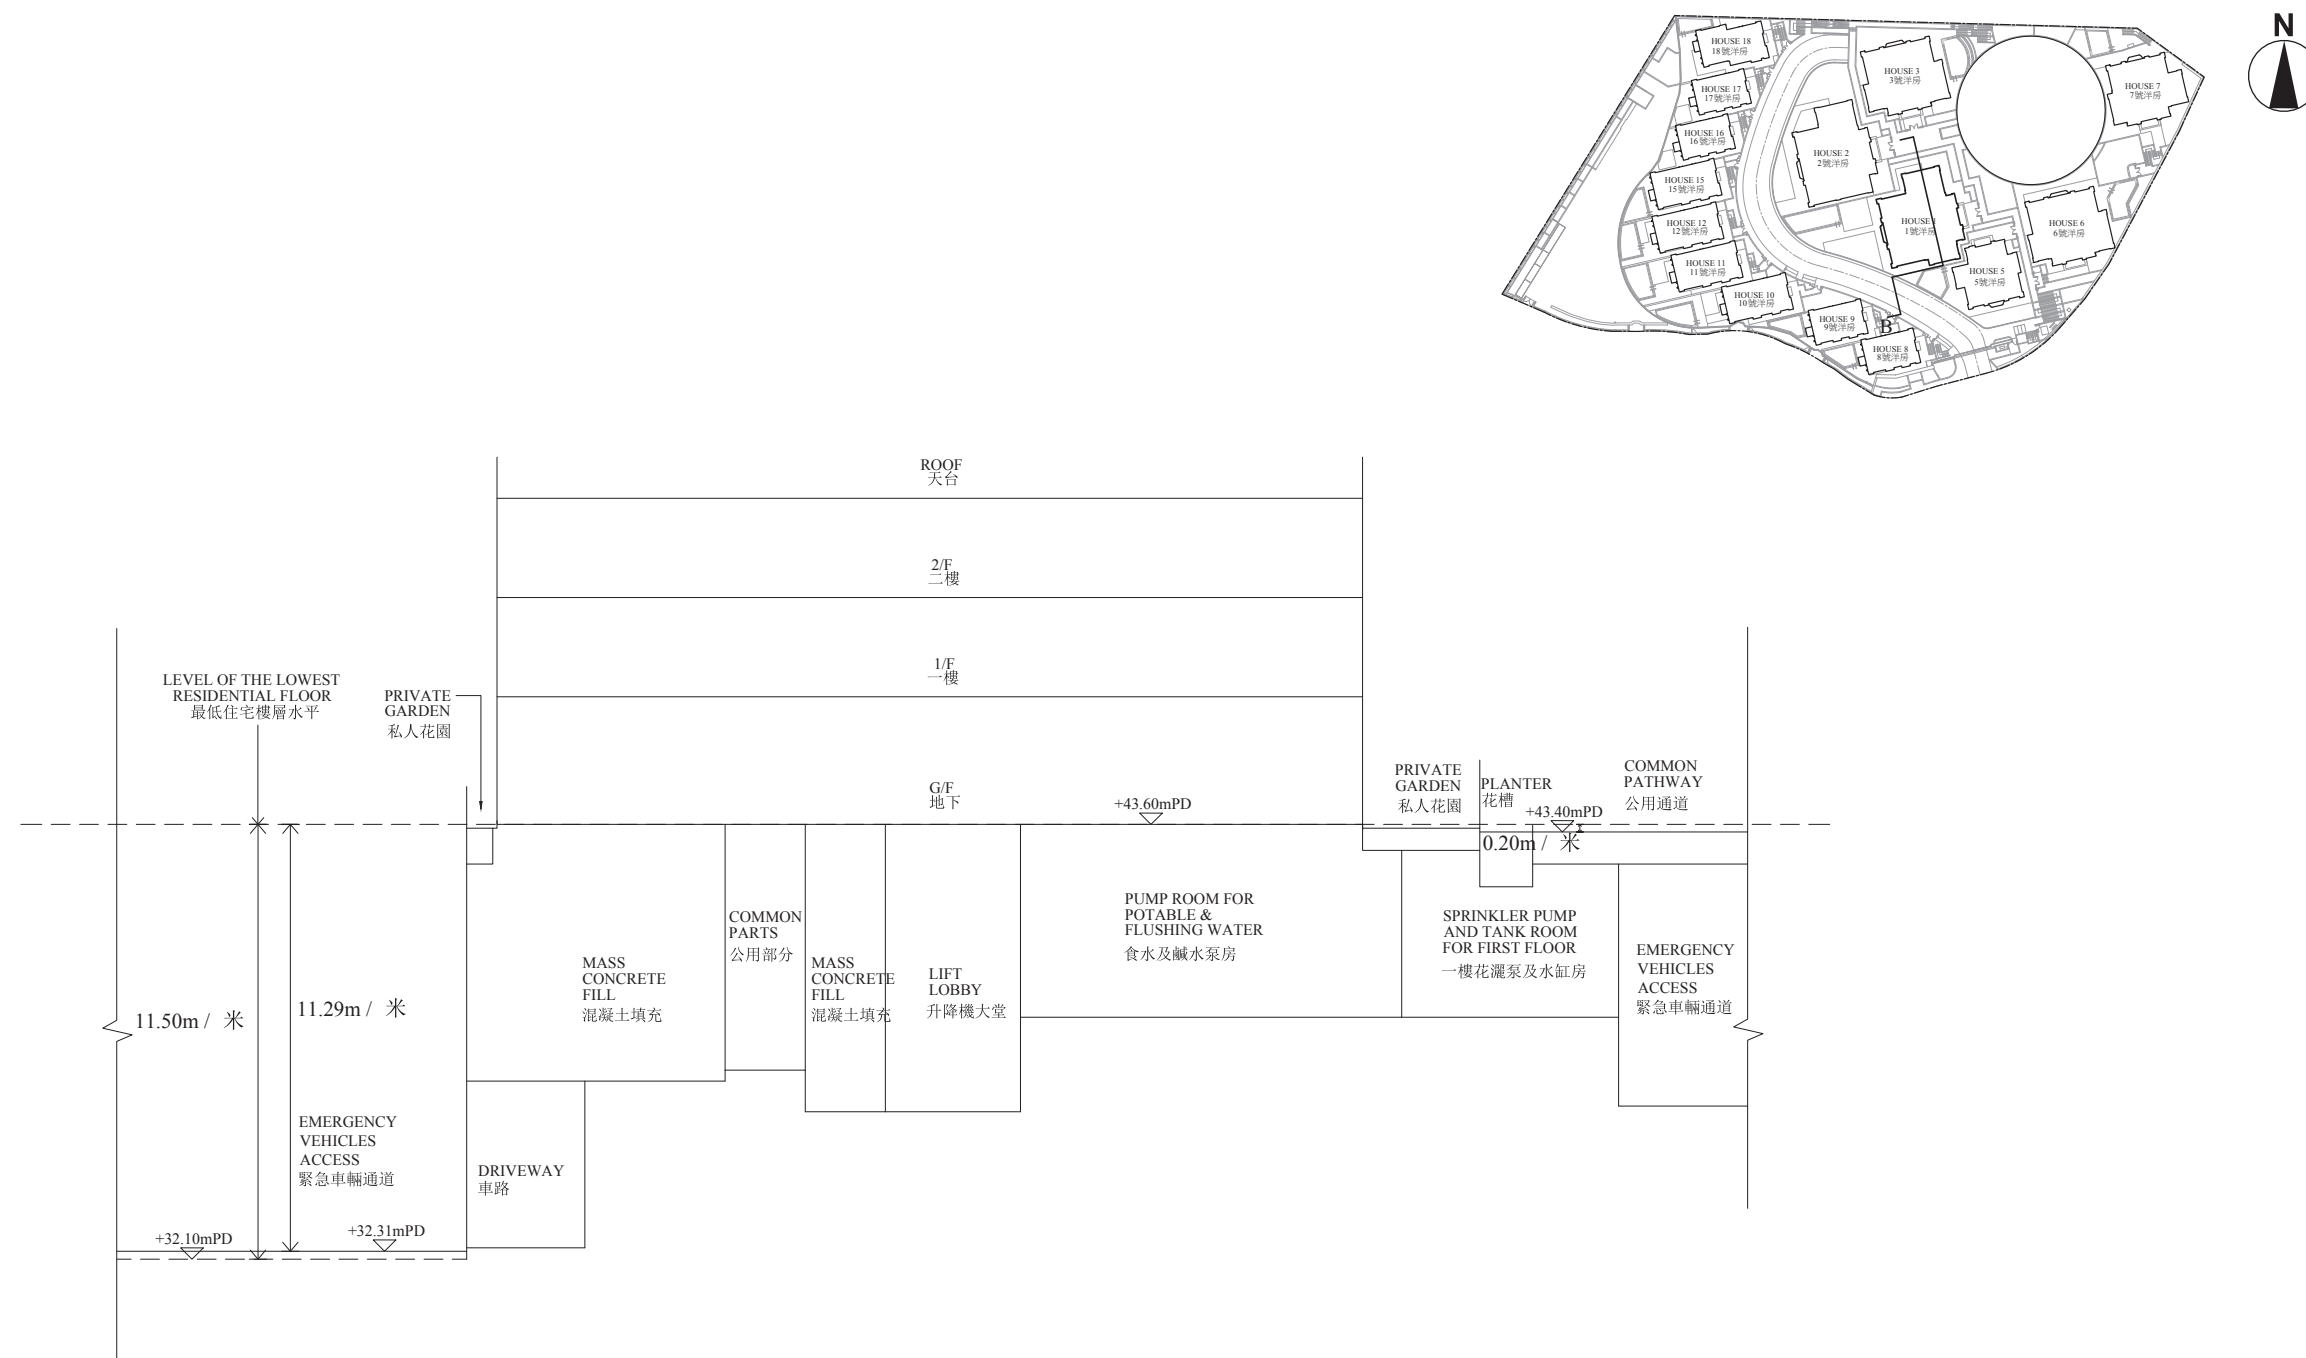 N
HOUSE 18
18號洋房
HOUSE 17
17號洋房
HOUSE 16
16號洋房
HOUSE 15
15號洋房
HOUSE 12
12號洋房
HOUSE 11
11號洋房
HOUSE 10
10號洋房
HOUSE 9
9號洋房
HOUSE 8
8號洋房
HOUSE 3
3號洋房
HOUSE 2
2號洋房
HOUSE 1
1號洋房
HOUSE 5
5號洋房
HOUSE 6
6號洋房
HOUSE 7
7號洋房
B
ROOF
天台
2/F
二樓
1/F
一樓
G/F
地下
LEVEL OF THE LOWEST
RESIDENTIAL FLOOR
最低住宅樓層水平
PRIVATE
GARDEN
私人花園
+43.60mPD
PRIVATE
GARDEN
私人花園
PLANTER
花槽
COMMON
PATHWAY
公用通道
+43.40mPD
0.20m / 米
MASS
CONCRETE
FILL
混凝土填充
COMMON
PARTS
公用部分
MASS
CONCRETE
FILL
混凝土填充
LIFT
LOBBY
升降機大堂
PUMP ROOM FOR
POTABLE &
FLUSHING WATER
食水及鹹水泵房
SPRINKLER PUMP
AND TANK ROOM
FOR FIRST FLOOR
一樓花灑泵及水缸房
EMERGENCY
VEHICLES
ACCESS
緊急車輛通道
11.50m / 米
11.29m / 米
EMERGENCY
VEHICLES
ACCESS
緊急車輛通道
DRIVEWAY
車路
+32.10mPD
+32.31mPD